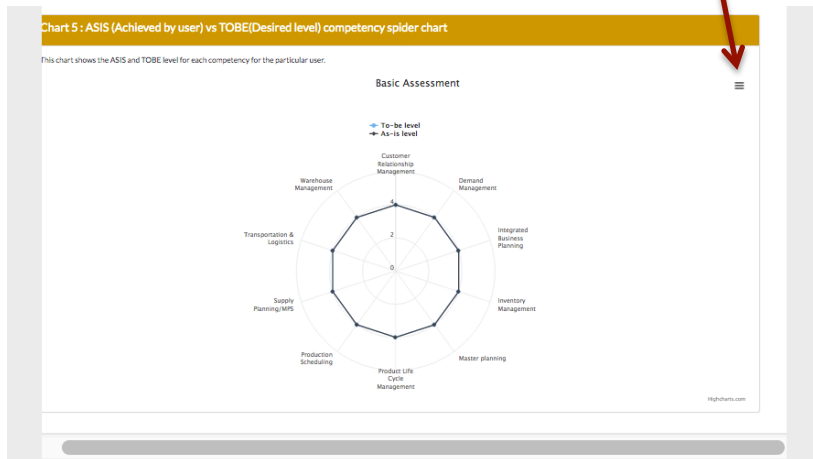 Chart 5 : ASIS (Achieved by user) vs TOBE(Desired level) competency spider chart
This chart shows the ASIS and TOBE level for each competency for the particular user.
Basic Assessment
To-be level
As-is level
Customer
Relationship
Management
Demand
Management
Integrated
Business
Planning
Inventory
Management
Master planning
Product Life
Cycle
Management
Production
Scheduling
Supply
Planning/MPS
Transportation &
Logistics
Warehouse
Management
4
2
0
Highcharts.com